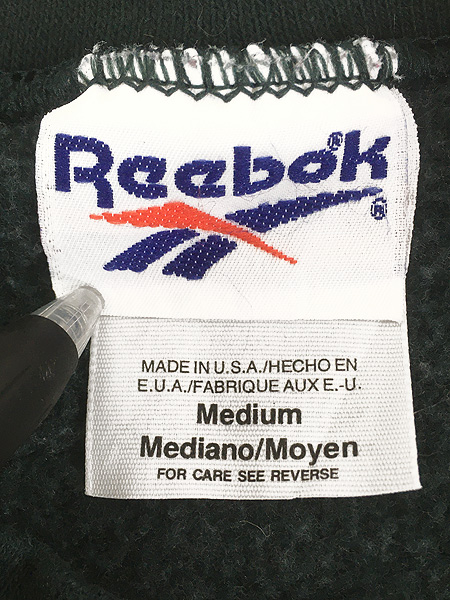 Reebok®
®
MADE IN U.S.A./HECHO EN
E.U.A./FABRIQUE AUX E.-U.
Medium
Mediano/Moyen
FOR CARE SEE REVERSE